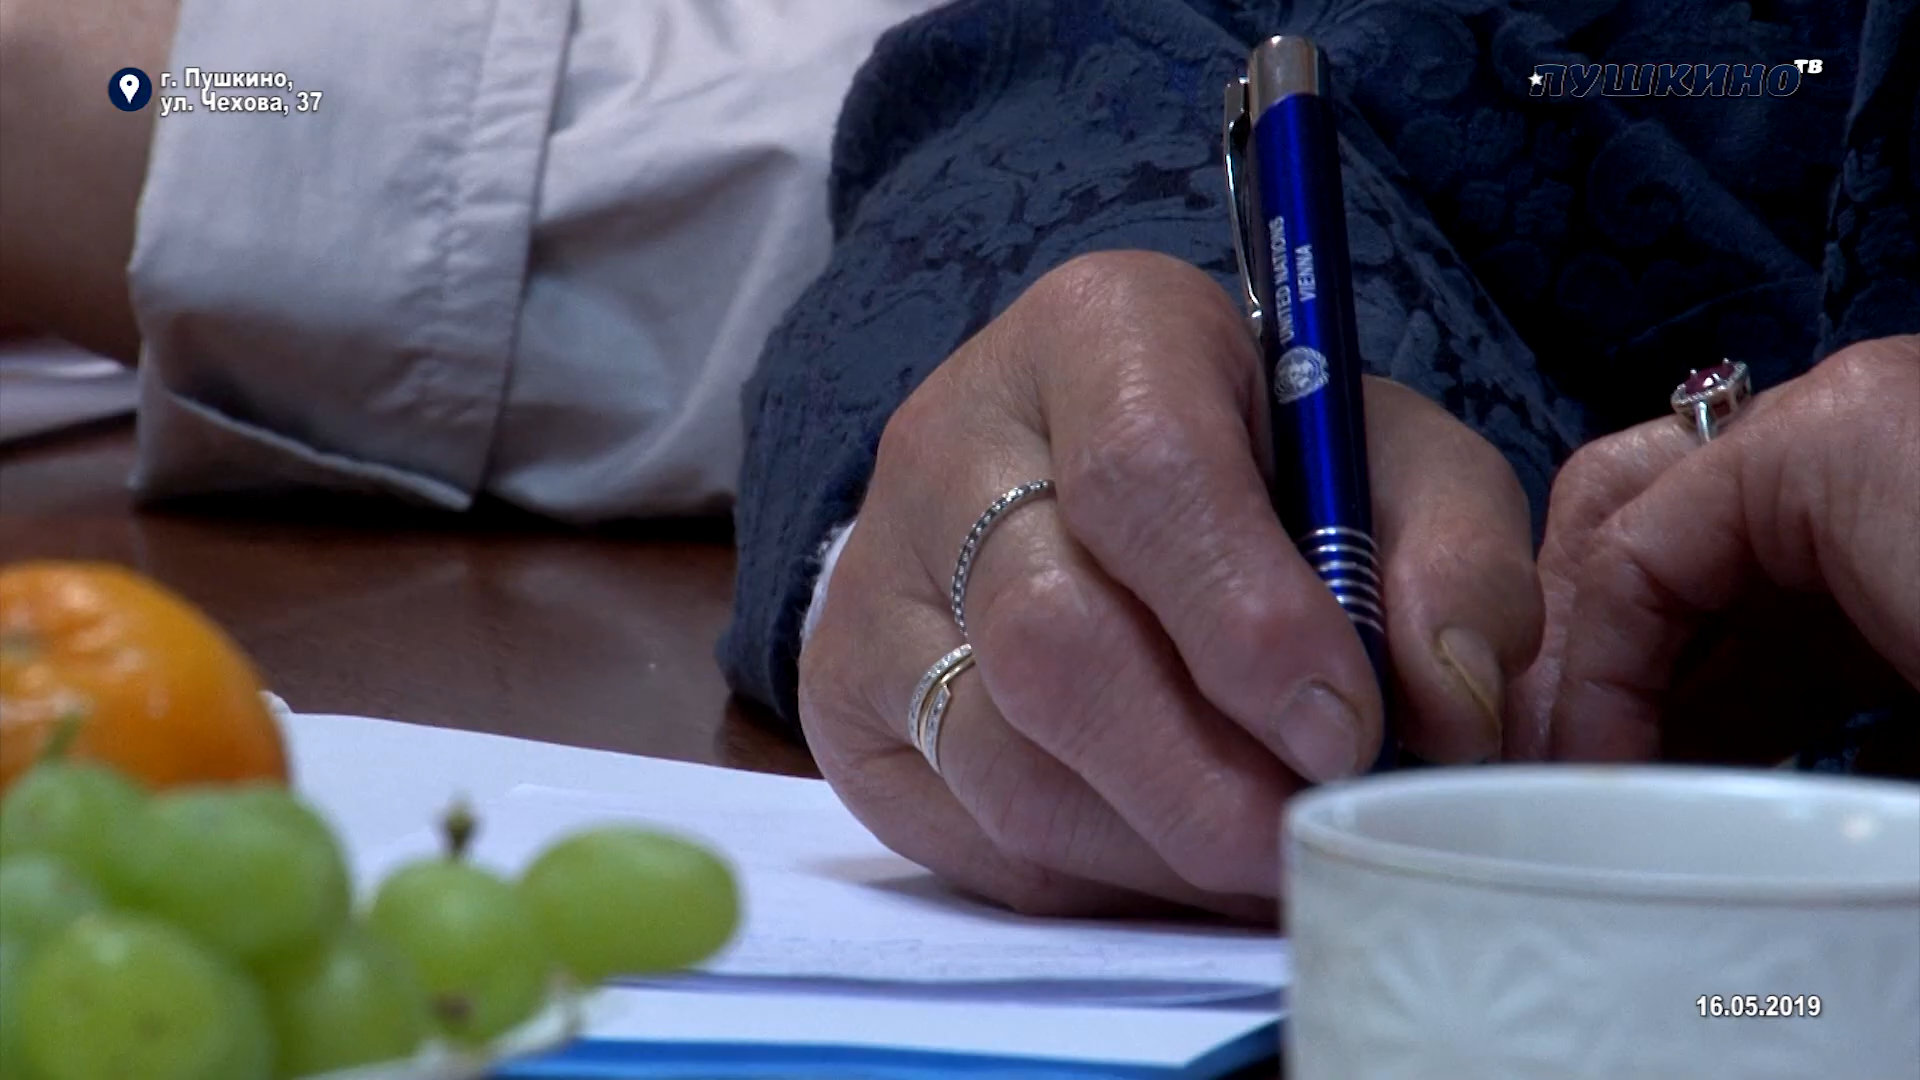 г. Пушкино,
ул. Чехова, 37
ПУШКИНО ТВ
UNITED NATIONS
VIENNA
16.05.2019